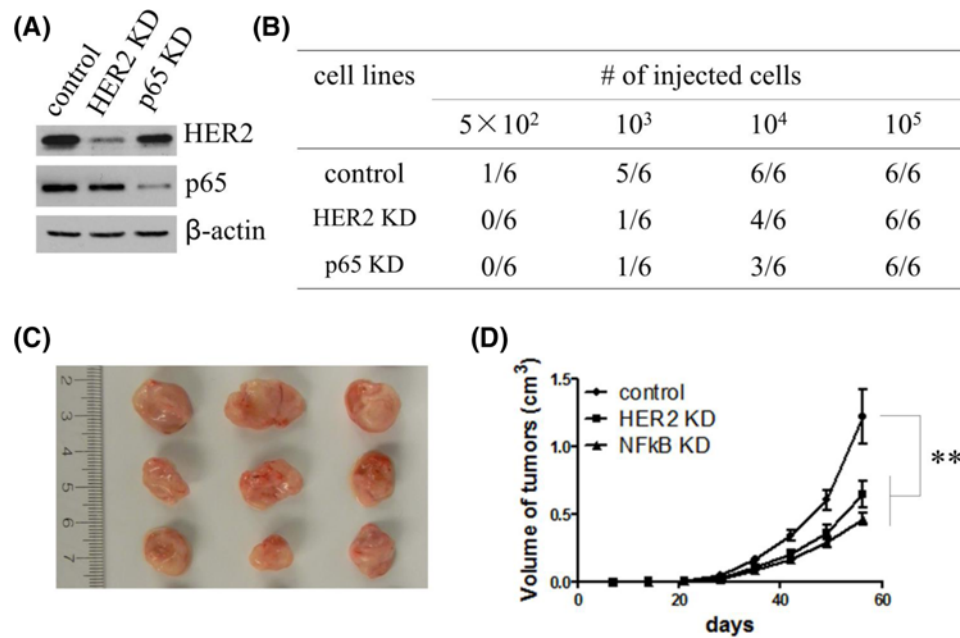 (A)
control
HER2 KD
p65 KD
HER2
p65
β-actin
(B)
cell lines # of injected cells
5×10² 10³ 10⁴ 10⁵
control 1/6 5/6 6/6 6/6
HER2 KD 0/6 1/6 4/6 6/6
p65 KD 0/6 1/6 3/6 6/6
(C)
2
3
4
5
6
7
(D)
Volume of tumors (cm³)
1.5
1.0
0.5
0.0
control
HER2 KD
NFkB KD
**
0 20 40 60
days